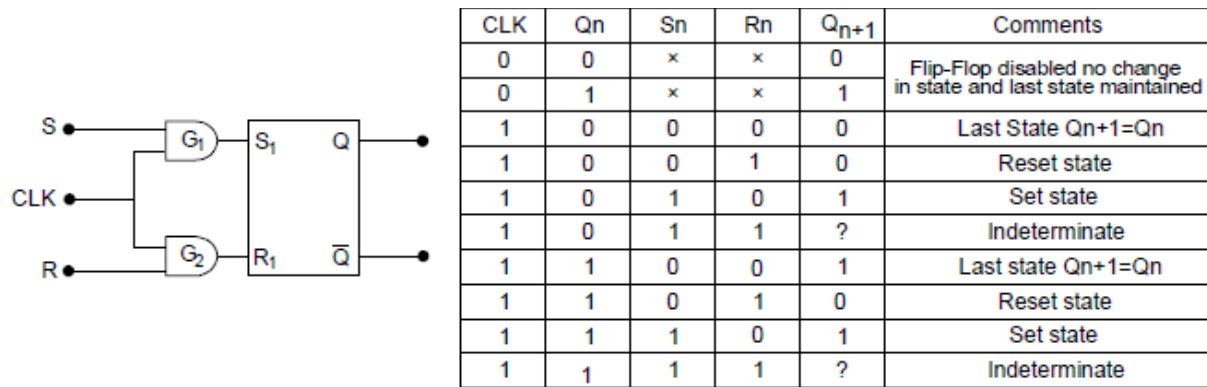 S
G1
S1
Q
CLK
G2
R
R1
Q̅
CLK Qn Sn Rn Qn+1 Comments
0 0 × × 0 Flip-Flop disabled no change
0 1 × × 1 in state and last state maintained
1 0 0 0 0 Last State Qn+1=Qn
1 0 0 1 0 Reset state
1 0 1 0 1 Set state
1 0 1 1 ? Indeterminate
1 1 0 0 1 Last state Qn+1=Qn
1 1 0 1 0 Reset state
1 1 1 0 1 Set state
1 1 1 1 ? Indeterminate